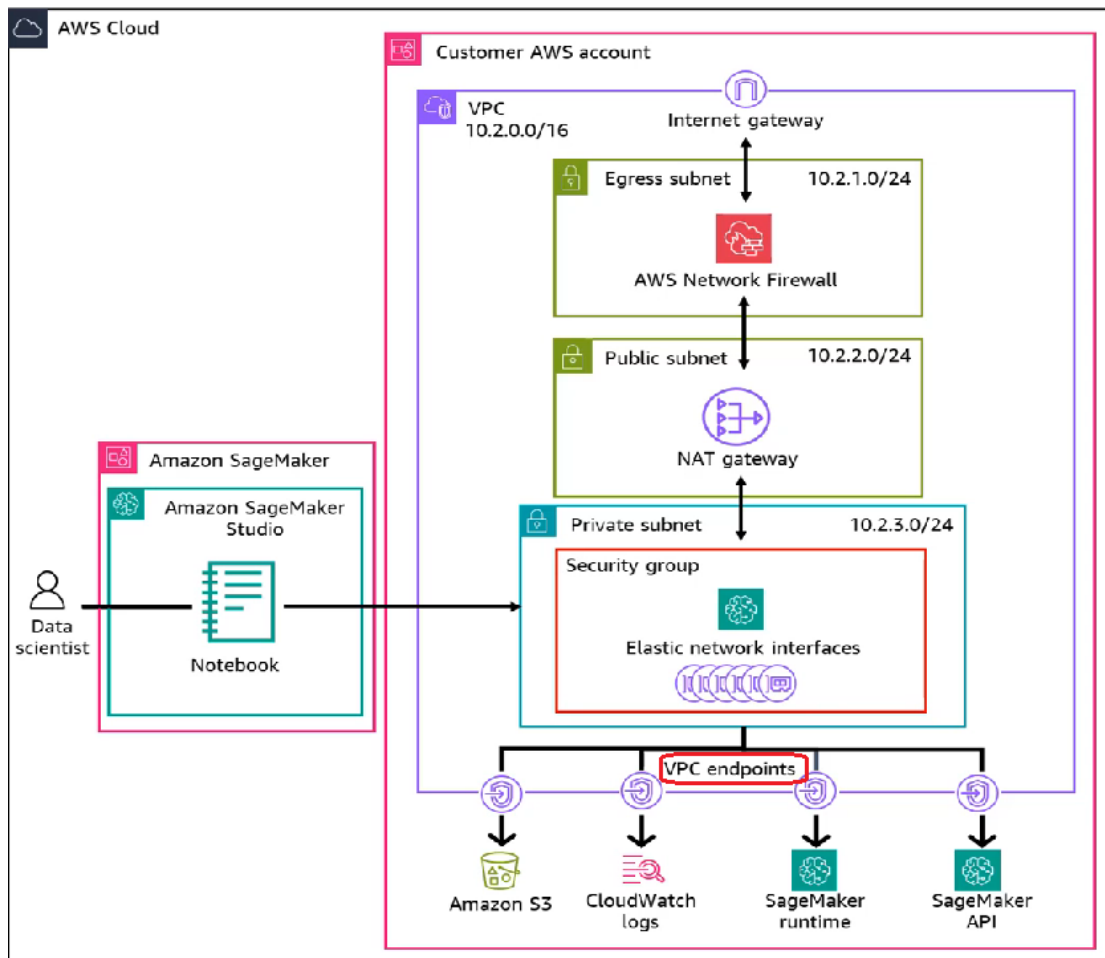 AWS Cloud
Customer AWS account
VPC
10.2.0.0/16
Internet gateway
Egress subnet 10.2.1.0/24
AWS Network Firewall
Public subnet 10.2.2.0/24
NAT gateway
Amazon SageMaker
Amazon SageMaker
Studio
Notebook
Data
scientist
Private subnet 10.2.3.0/24
Security group
Elastic network interfaces
VPC endpoints
Amazon S3
CloudWatch
logs
SageMaker
runtime
SageMaker
API